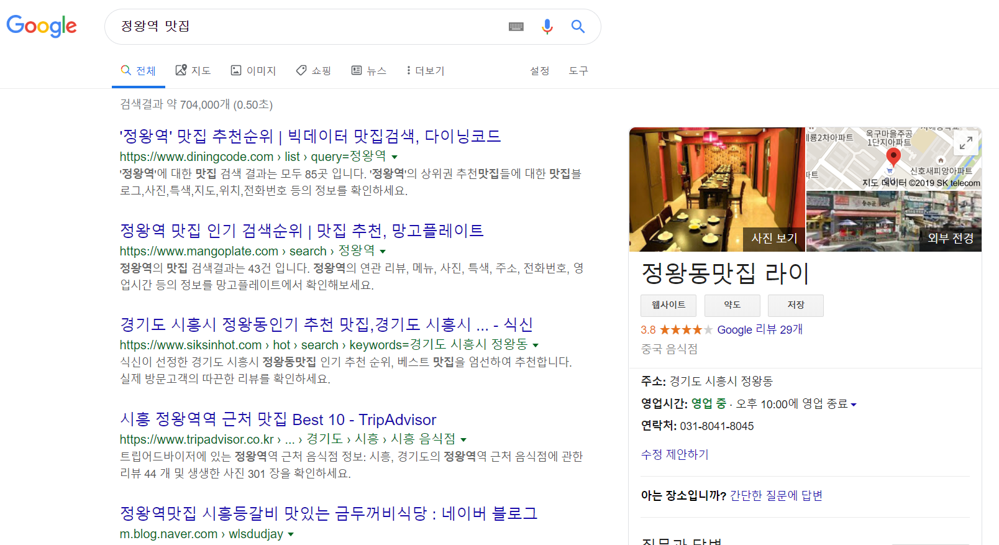 Google
정왕역 맛집
전체 지도 이미지 쇼핑 뉴스 더보기 설정 도구
검색결과 약 704,000개 (0.50초)
'정왕역' 맛집 추천순위 | 빅데이터 맛집검색, 다이닝코드
https://www.diningcode.com › list › query=정왕역
'정왕역'에 대한 맛집 검색 결과는 모두 85곳 입니다. '정왕역'의 상위권 추천맛집들에 대한 맛집블
로그,사진,특색,지도,위치,전화번호 등의 정보를 확인하세요.
정왕역 맛집 인기 검색순위 | 맛집 추천, 망고플레이트
https://www.mangoplate.com › search › 정왕역
정왕역의 맛집 검색결과는 43건 입니다. 정왕역의 연관 리뷰, 메뉴, 사진, 특색, 주소, 전화번호, 영
업시간 등의 정보를 망고플레이트에서 확인해보세요.
경기도 시흥시 정왕동인기 추천 맛집,경기도 시흥시 ... - 식신
https://www.siksinhot.com › hot › search › keywords=경기도 시흥시 정왕동
식신이 선정한 경기도 시흥시 정왕동맛집 인기 추천 순위, 베스트 맛집을 엄선하여 추천합니다.
실제 방문고객의 따끈한 리뷰를 확인하세요.
시흥 정왕역역 근처 맛집 Best 10 - TripAdvisor
https://www.tripadvisor.co.kr › ... › 경기도 › 시흥 › 시흥 음식점
트립어드바이저에 있는 정왕역역 근처 음식점 정보: 시흥, 경기도의 정왕역역 근처 음식점에 관한
리뷰 44 개 및 생생한 사진 301 장을 확인하세요.
정왕역맛집 시흥등갈비 맛있는 금두꺼비식당 : 네이버 블로그
m.blog.naver.com › wlsdudjay
룡2차아파트
옥구마을주공
1단지아파트
신호새피앙아파트
파트
지도 데이터 ©2019 SK telecom
사진 보기
외부 전경
정왕동맛집 라이
웹사이트 약도 저장
3.8 Google 리뷰 29개
중국 음식점
주소: 경기도 시흥시 정왕동
영업시간: 영업 중 · 오후 10:00에 영업 종료
연락처: 031-8041-8045
수정 제안하기
아는 장소입니까? 간단한 질문에 답변
질문과 답변